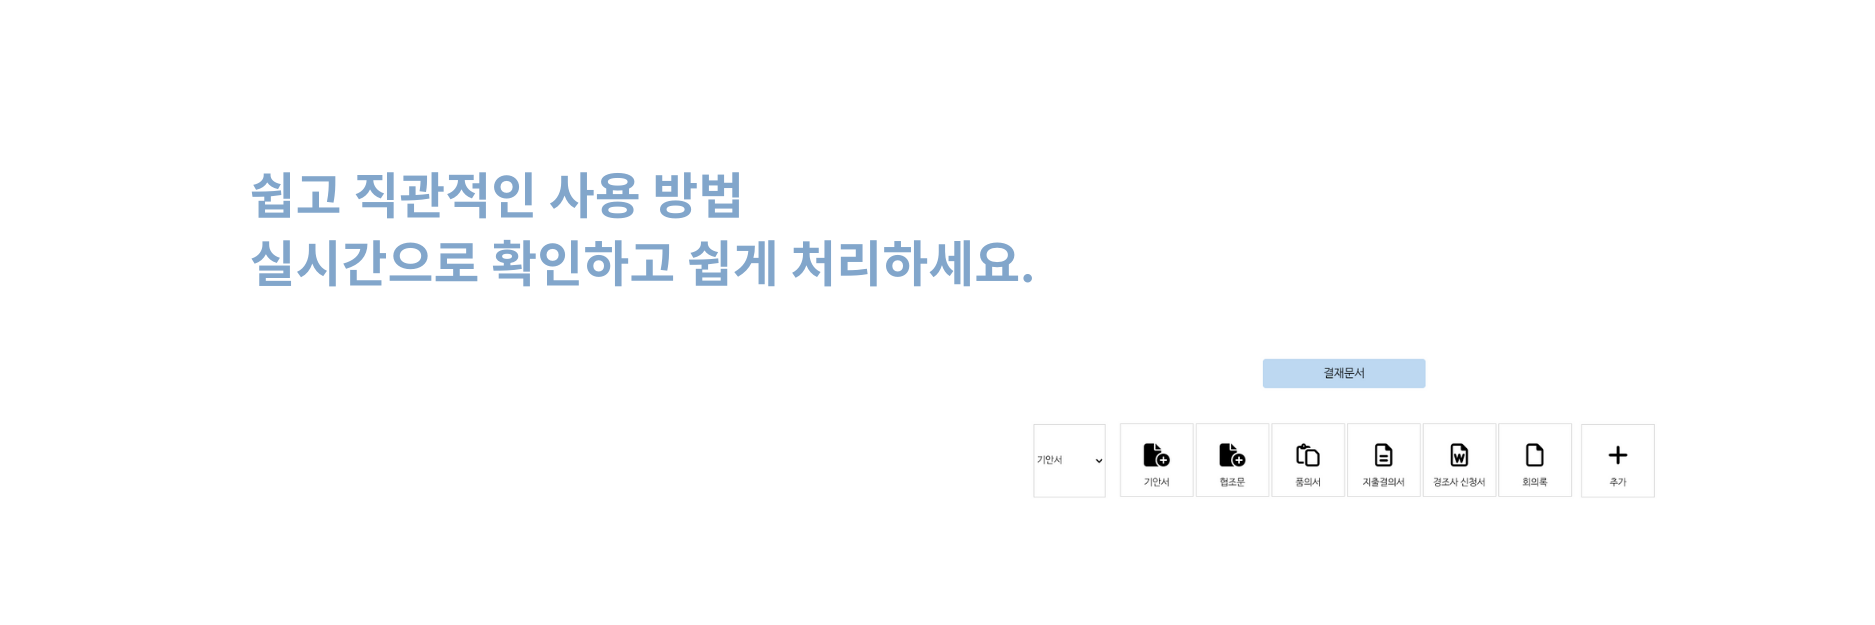 쉽고 직관적인 사용 방법
실시간으로 확인하고 쉽게 처리하세요.
결재문서
기안서
기안서
협조문
품의서
지출결의서
경조사 신청서
회의록
추가